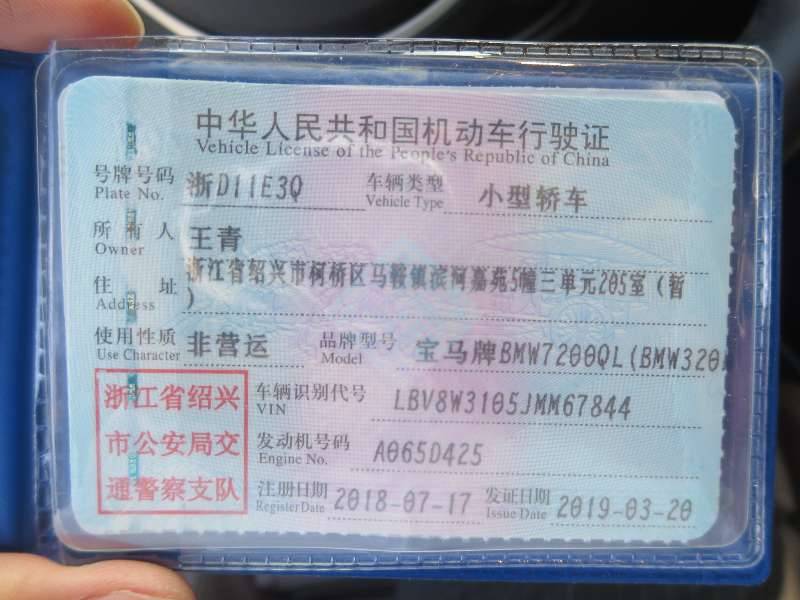 中华人民共和国机动车行驶证
Vehicle License of the People's Republic of China
号牌号码 浙D11E3Q 车辆类型 小型轿车
Plate No. Vehicle Type
所有人 王青
Owner
住址 浙江省绍兴市柯桥区马鞍镇滨河嘉苑5幢三单元205室（暂
Address ）
使用性质 非营运 品牌型号 宝马牌BMW7200QL(BMW320
Use Character Model
浙江省绍兴 车辆识别代号 LBV8W3105JMM67844
VIN
市公安局交 发动机号码 A065D425
Engine No.
通警察支队 注册日期 2018-07-17 发证日期 2019-03-20
Register Date Issue Date